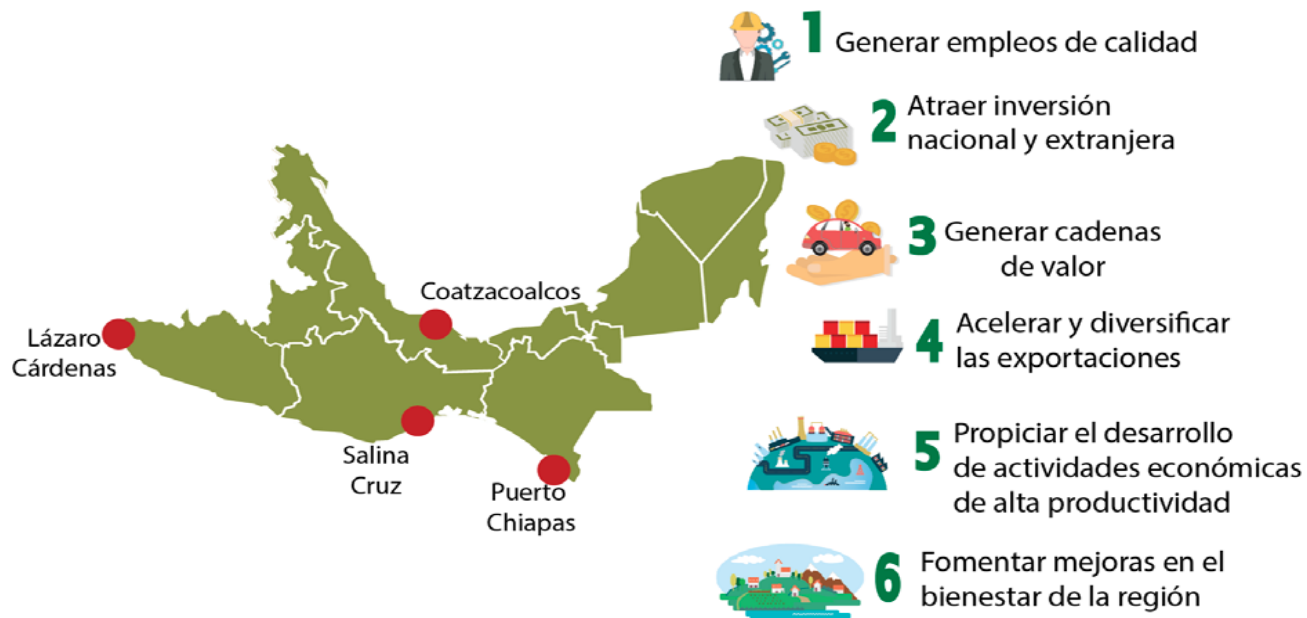 Coatzacoalcos
Lázaro
Cárdenas
Salina
Cruz
Puerto
Chiapas
1 Generar empleos de calidad
2 Atraer inversión
nacional y extranjera
3 Generar cadenas
de valor
4 Acelerar y diversificar
las exportaciones
5 Propiciar el desarrollo
de actividades económicas
de alta productividad
6 Fomentar mejoras en el
bienestar de la región